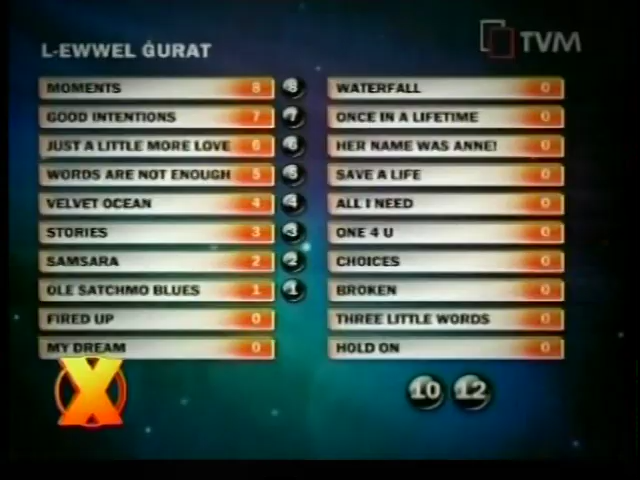 L-EWWEL ĠURAT
TVM
MOMENTS 8 8
GOOD INTENTIONS 7 7
JUST A LITTLE MORE LOVE 6 6
WORDS ARE NOT ENOUGH 5 5
VELVET OCEAN 4 4
STORIES 3 3
SAMSARA 2 2
OLE SATCHMO BLUES 1 1
FIRED UP 0
MY DREAM 0
WATERFALL 0
ONCE IN A LIFETIME 0
HER NAME WAS ANNE! 0
SAVE A LIFE 0
ALL I NEED 0
ONE 4 U 0
CHOICES 0
BROKEN 0
THREE LITTLE WORDS 0
HOLD ON 0
X
10 12